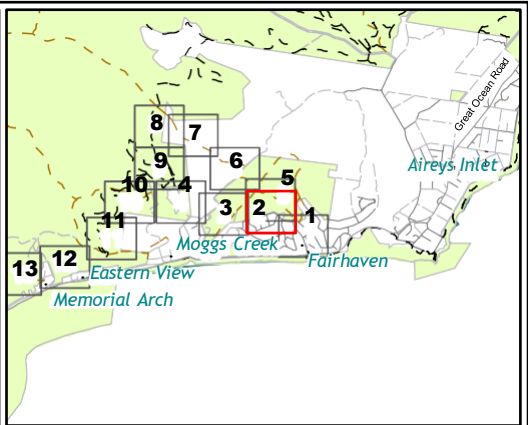 Great Ocean Road
8
7
Aireys Inlet
9
6
10
4
5
3
2
1
11
Moggs Creek
Fairhaven
13
12
Eastern View
Memorial Arch